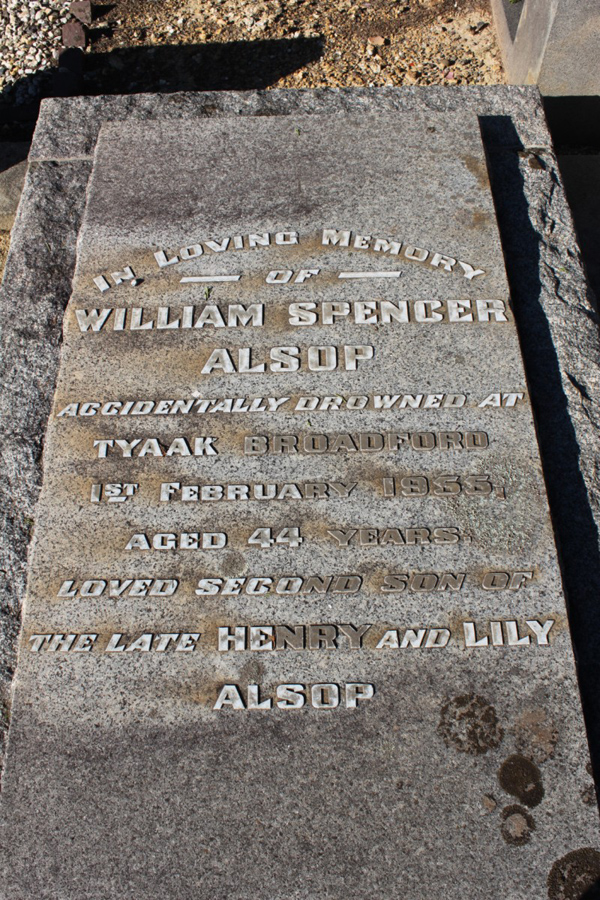 In Loving Memory
OF
WILLIAM SPENCER
ALSOP
ACCIDENTALLY DROWNED AT
TYAAK BROADFORD
1ST FEBRUARY 1955,
AGED 44 YEARS.
LOVED SECOND SON OF
THE LATE HENRY AND LILY
ALSOP